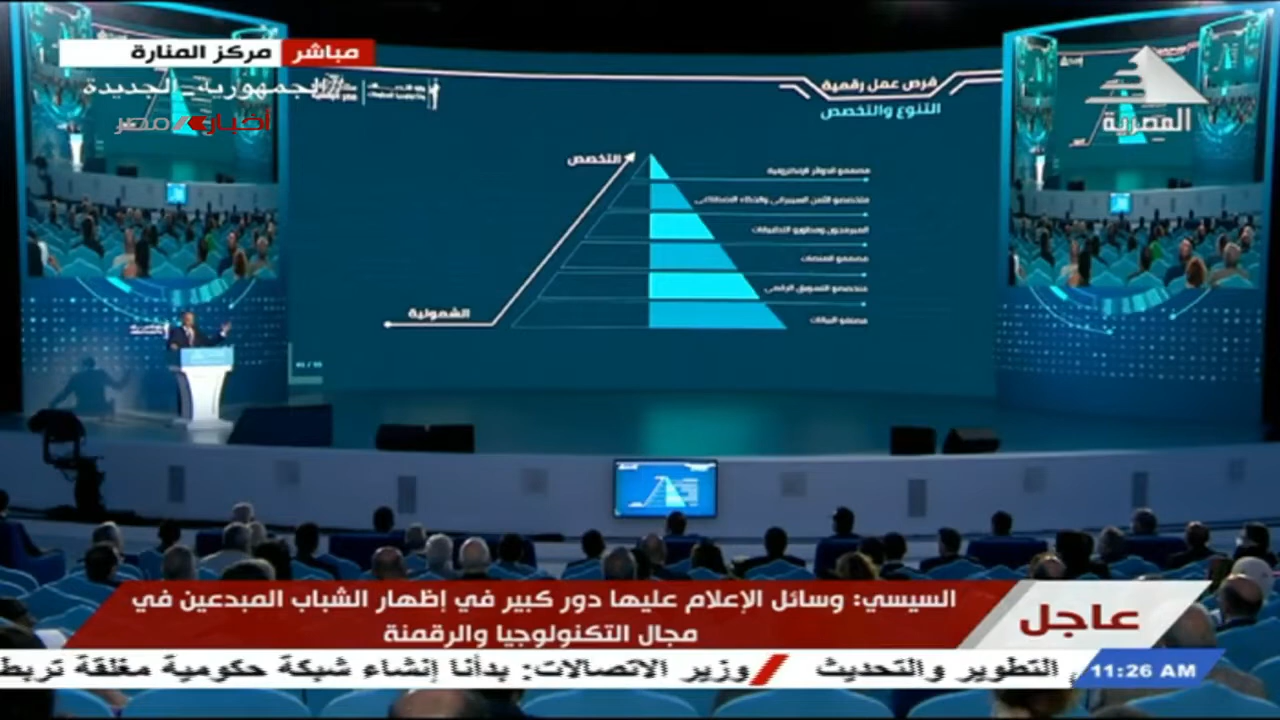 مباشر
مركز المنارة
#الجمهورية_الجديدة
أخبار مصر
المصرية
فرص عمل رقمية
التنوع والتخصص
التخصص
الشمولية
مصممو الدوائر الإلكترونية
متخصصو الأمن السيبراني والذكاء الاصطناعي
المبرمجون ومطورو التطبيقات
مصممو المنصات
متخصصو التسويق الرقمي
مصنفو البيانات
عاجل
السيسي: وسائل الإعلام عليها دور كبير في إظهار الشباب المبدعين في
مجال التكنولوجيا والرقمنة
التطوير والتحديث / وزير الاتصالات: بدأنا إنشاء شبكة حكومية مغلقة تربط
11:26 AM